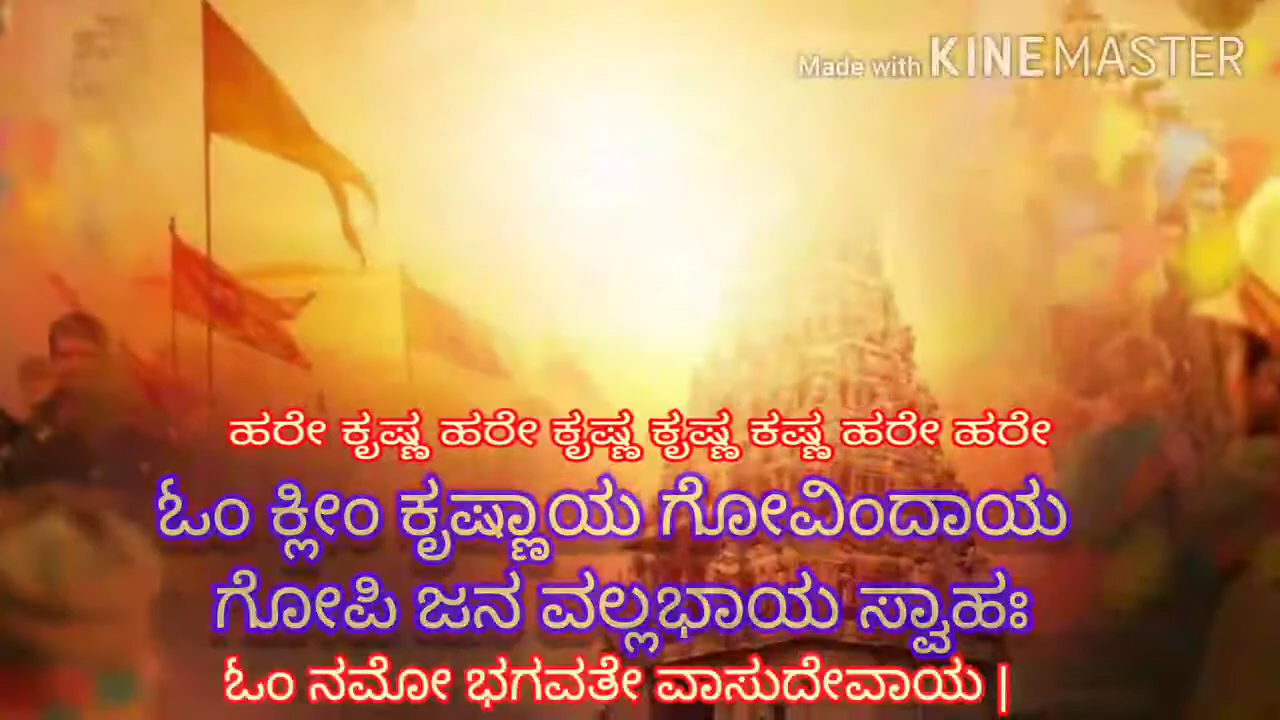 Made with KINEMASTER
ಹರೇ ಕೃಷ್ಣ ಹರೇ ಕೃಷ್ಣ ಕೃಷ್ಣ ಕಷ್ಣ ಹರೇ ಹರೇ
ಓಂ ಕ್ಲೀಂ ಕೃಷ್ಣಾಯ ಗೋವಿಂದಾಯ
ಗೋಪಿ ಜನ ವಲ್ಲಭಾಯ ಸ್ವಾಹಃ
ಓಂ ನಮೋ ಭಗವತೇ ವಾಸುದೇವಾಯ |